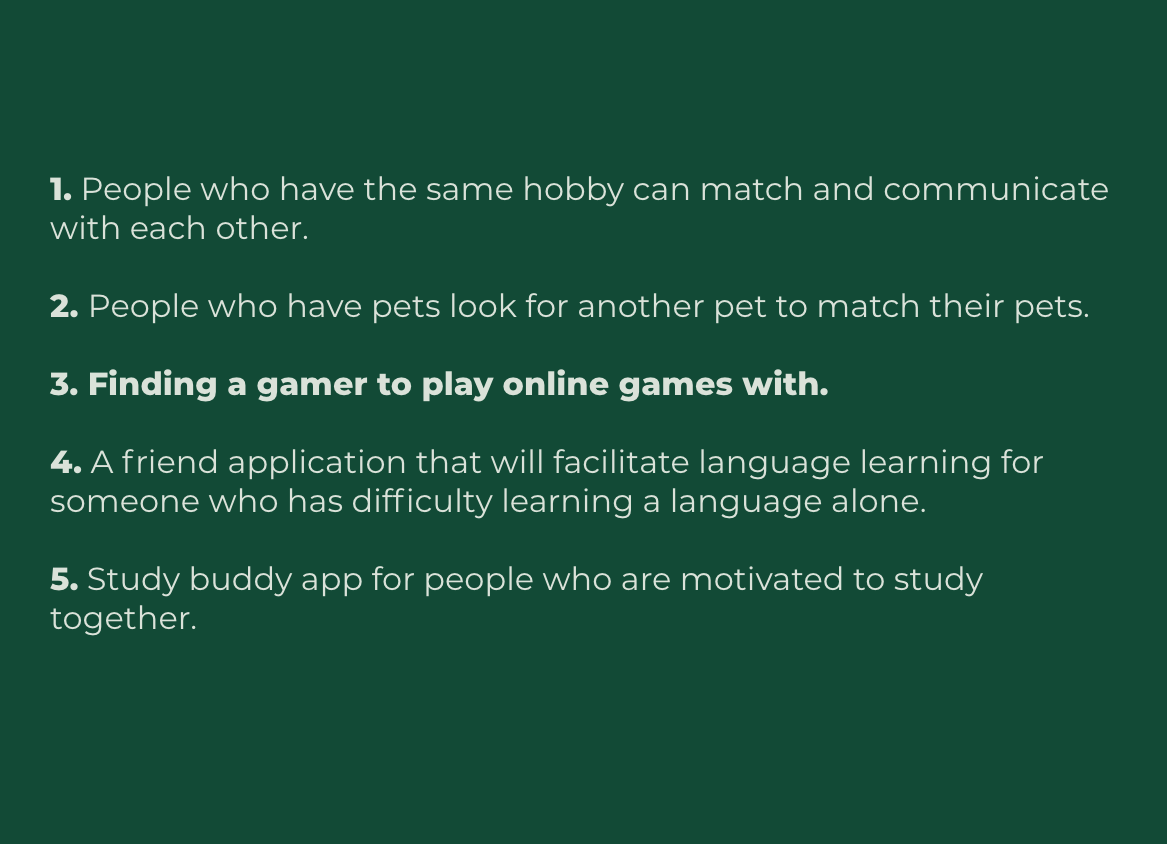 1. People who have the same hobby can match and communicate
with each other.
2. People who have pets look for another pet to match their pets.
3. Finding a gamer to play online games with.
4. A friend application that will facilitate language learning for
someone who has difficulty learning a language alone.
5. Study buddy app for people who are motivated to study
together.